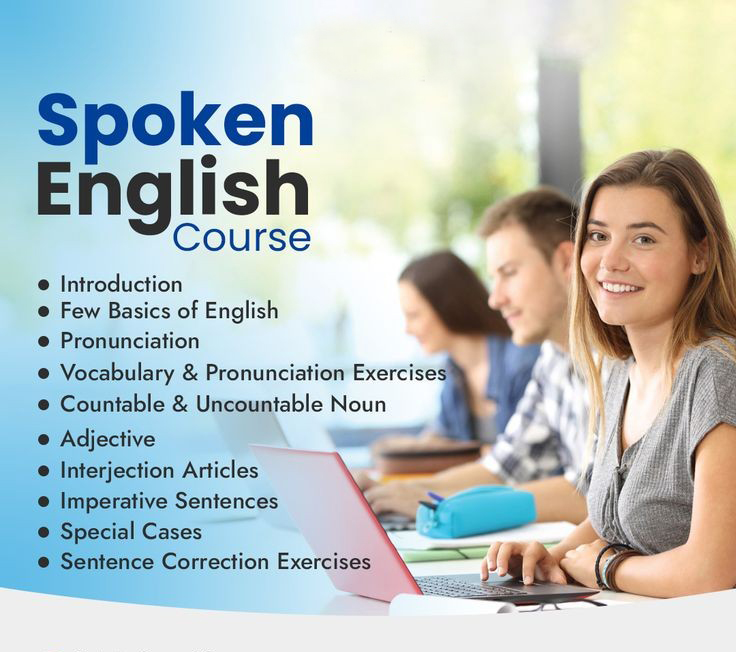 Spoken
English
Course
• Introduction
• Few Basics of English
• Pronunciation
• Vocabulary & Pronunciation Exercises
• Countable & Uncountable Noun
• Adjective
• Interjection Articles
• Imperative Sentences
• Special Cases
• Sentence Correction Exercises